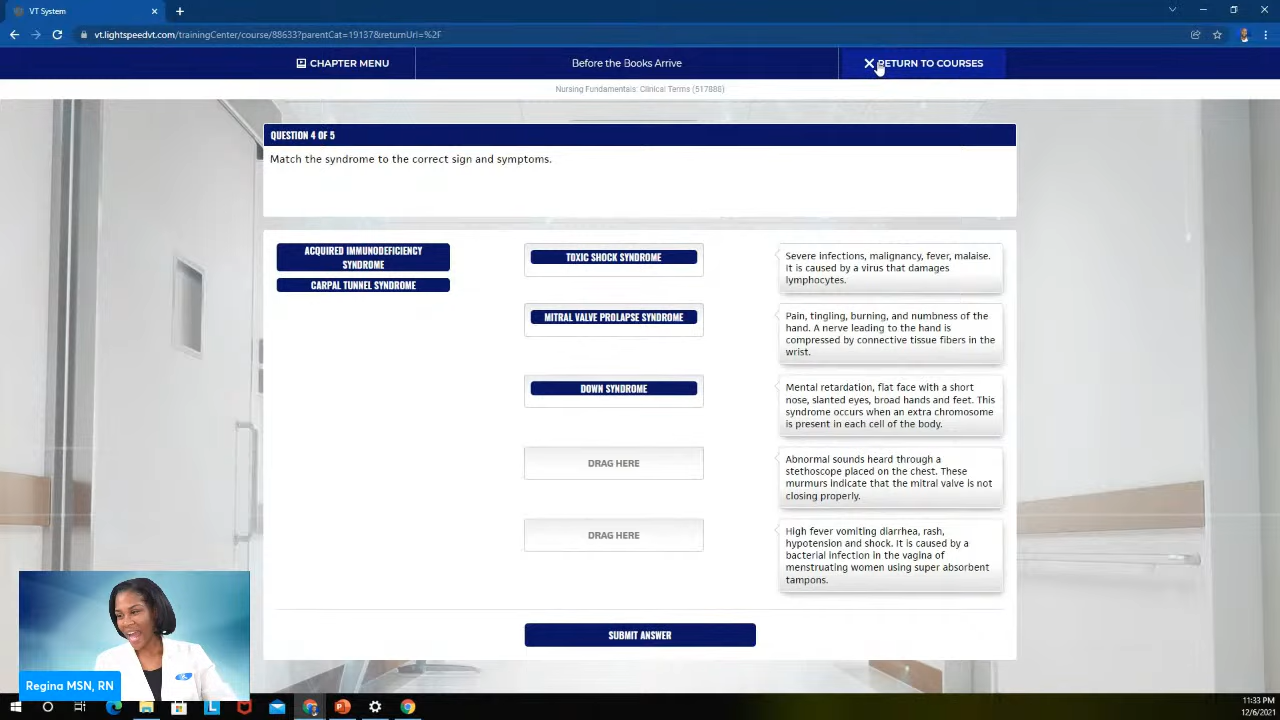 VT System
vt.lightspeedvt.com/trainingCenter/course/88633?parentCat=19137&returnUrl=%2F
CHAPTER MENU
Before the Books Arrive
RETURN TO COURSES
Nursing Fundamentals: Clinical Terms (517888)
QUESTION 4 OF 5
Match the syndrome to the correct sign and symptoms.
ACQUIRED IMMUNODEFICIENCY
SYNDROME
CARPAL TUNNEL SYNDROME
TOXIC SHOCK SYNDROME
MITRAL VALVE PROLAPSE SYNDROME
DOWN SYNDROME
DRAG HERE
DRAG HERE
Severe infections, malignancy, fever, malaise.
It is caused by a virus that damages
lymphocytes.
Pain, tingling, burning, and numbness of the
hand. A nerve leading to the hand is
compressed by connective tissue fibers in the
wrist.
Mental retardation, flat face with a short
nose, slanted eyes, broad hands and feet. This
syndrome occurs when an extra chromosome
is present in each cell of the body.
Abnormal sounds heard through a
stethoscope placed on the chest. These
murmurs indicate that the mitral valve is not
closing properly.
High fever vomiting diarrhea, rash,
hypotension and shock. It is caused by a
bacterial infection in the vagina of
menstruating women using super absorbent
tampons.
SUBMIT ANSWER
Regina MSN, RN
11:33 PM
12/6/2021